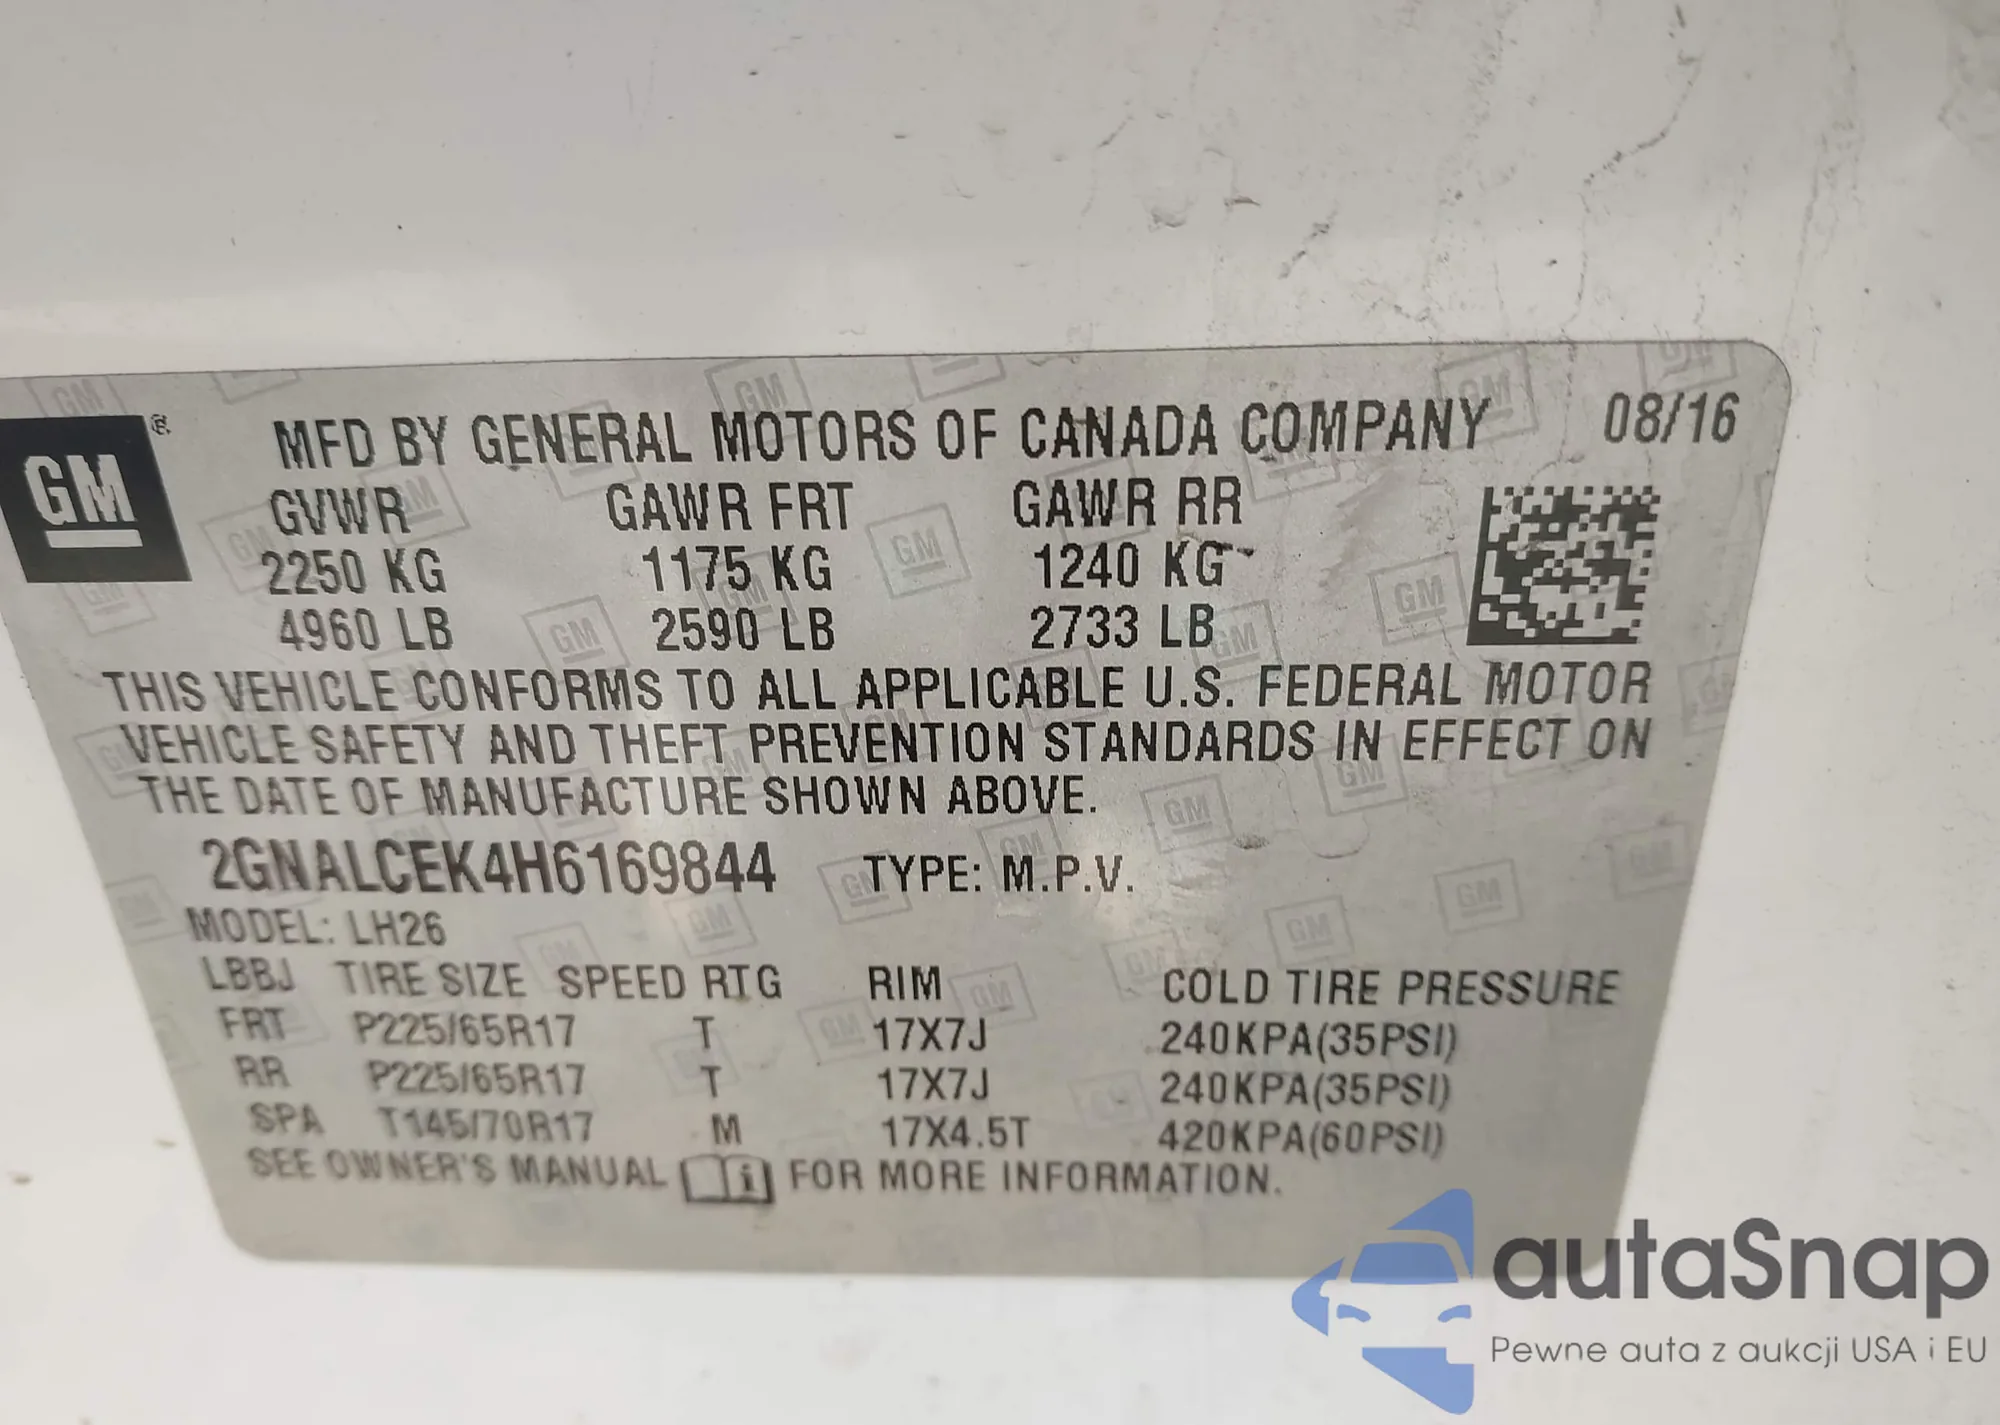 GM ®
MFD BY GENERAL MOTORS OF CANADA COMPANY 08/16
GVWR GAWR FRT GAWR RR
2250 KG 1175 KG 1240 KG
4960 LB 2590 LB 2733 LB
THIS VEHICLE CONFORMS TO ALL APPLICABLE U.S. FEDERAL MOTOR
VEHICLE SAFETY AND THEFT PREVENTION STANDARDS IN EFFECT ON
THE DATE OF MANUFACTURE SHOWN ABOVE.
2GNALCEK4H6169844 TYPE: M.P.V.
MODEL: LH26
LBBJ TIRE SIZE SPEED RTG RIM COLD TIRE PRESSURE
FRT P225/65R17 T 17X7J 240KPA(35PSI)
RR P225/65R17 T 17X7J 240KPA(35PSI)
SPA T145/70R17 M 17X4.5T 420KPA(60PSI)
SEE OWNER'S MANUAL FOR MORE INFORMATION.
autaSnap
Pewne auta z aukcji USA i EU